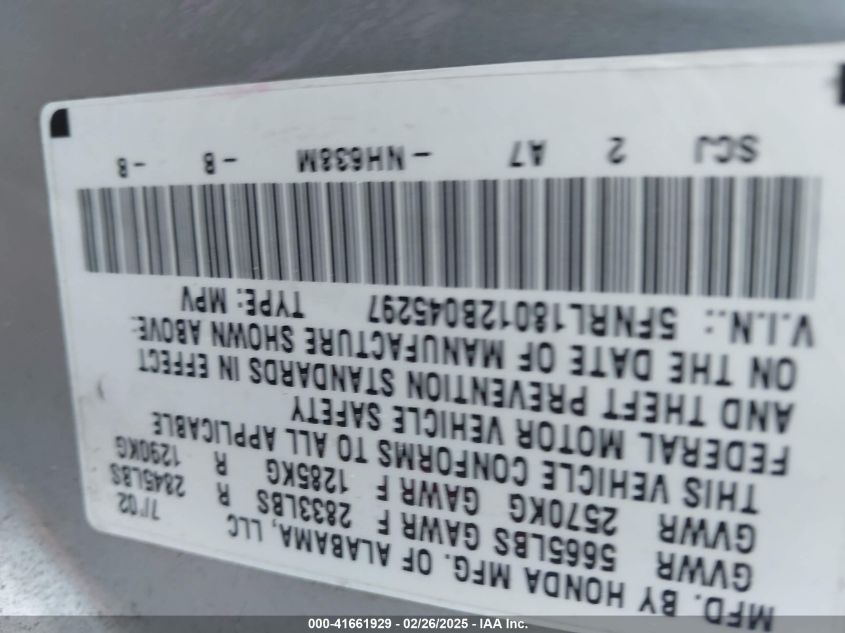 MFD. BY HONDA MFG. OF ALABAMA, LLC 7/02
GVWR 5665LBS GAWR F 2833LBS R 2845LBS
GVWR 2570KG GAWR F 1285KG R 1290KG
THIS VEHICLE CONFORMS TO ALL APPLICABLE
FEDERAL MOTOR VEHICLE SAFETY
AND THEFT PREVENTION STANDARDS IN EFFECT
ON THE DATE OF MANUFACTURE SHOWN ABOVE.
V.I.N.: 5FNRL18012B045297 TYPE: MPV
SCJ 2 A7 -NH638M -B -B
000-41661929 - 02/26/2025 - IAA Inc.